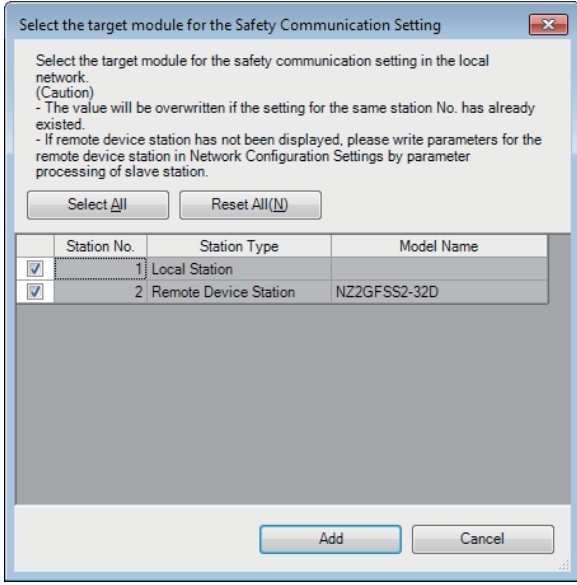 Select the target module for the Safety Communication Setting
Select the target module for the safety communication setting in the local
network.
(Caution)
- The value will be overwritten if the setting for the same station No. has already
existed.
- If remote device station has not been displayed, please write parameters for the
remote device station in Network Configuration Settings by parameter
processing of slave station.
Select All Reset All(N)
Station No. Station Type Model Name
1 Local Station
2 Remote Device Station NZ2GFSS2-32D
Add Cancel